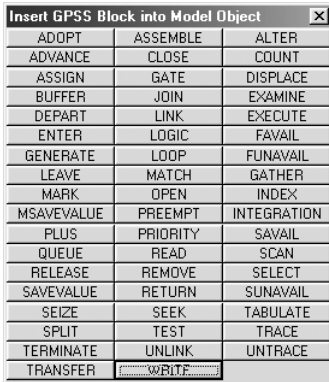 Insert GPSS Block into Model Object
ADOPT ASSEMBLE ALTER
ADVANCE CLOSE COUNT
ASSIGN GATE DISPLACE
BUFFER JOIN EXAMINE
DEPART LINK EXECUTE
ENTER LOGIC FAVAIL
GENERATE LOOP FUNAVAIL
LEAVE MATCH GATHER
MARK OPEN INDEX
MSAVEVALUE PREEMPT INTEGRATION
PLUS PRIORITY SAVAIL
QUEUE READ SCAN
RELEASE REMOVE SELECT
SAVEVALUE RETURN SUNAVAIL
SEIZE SEEK TABULATE
SPLIT TEST TRACE
TERMINATE UNLINK UNTRACE
TRANSFER WRITE